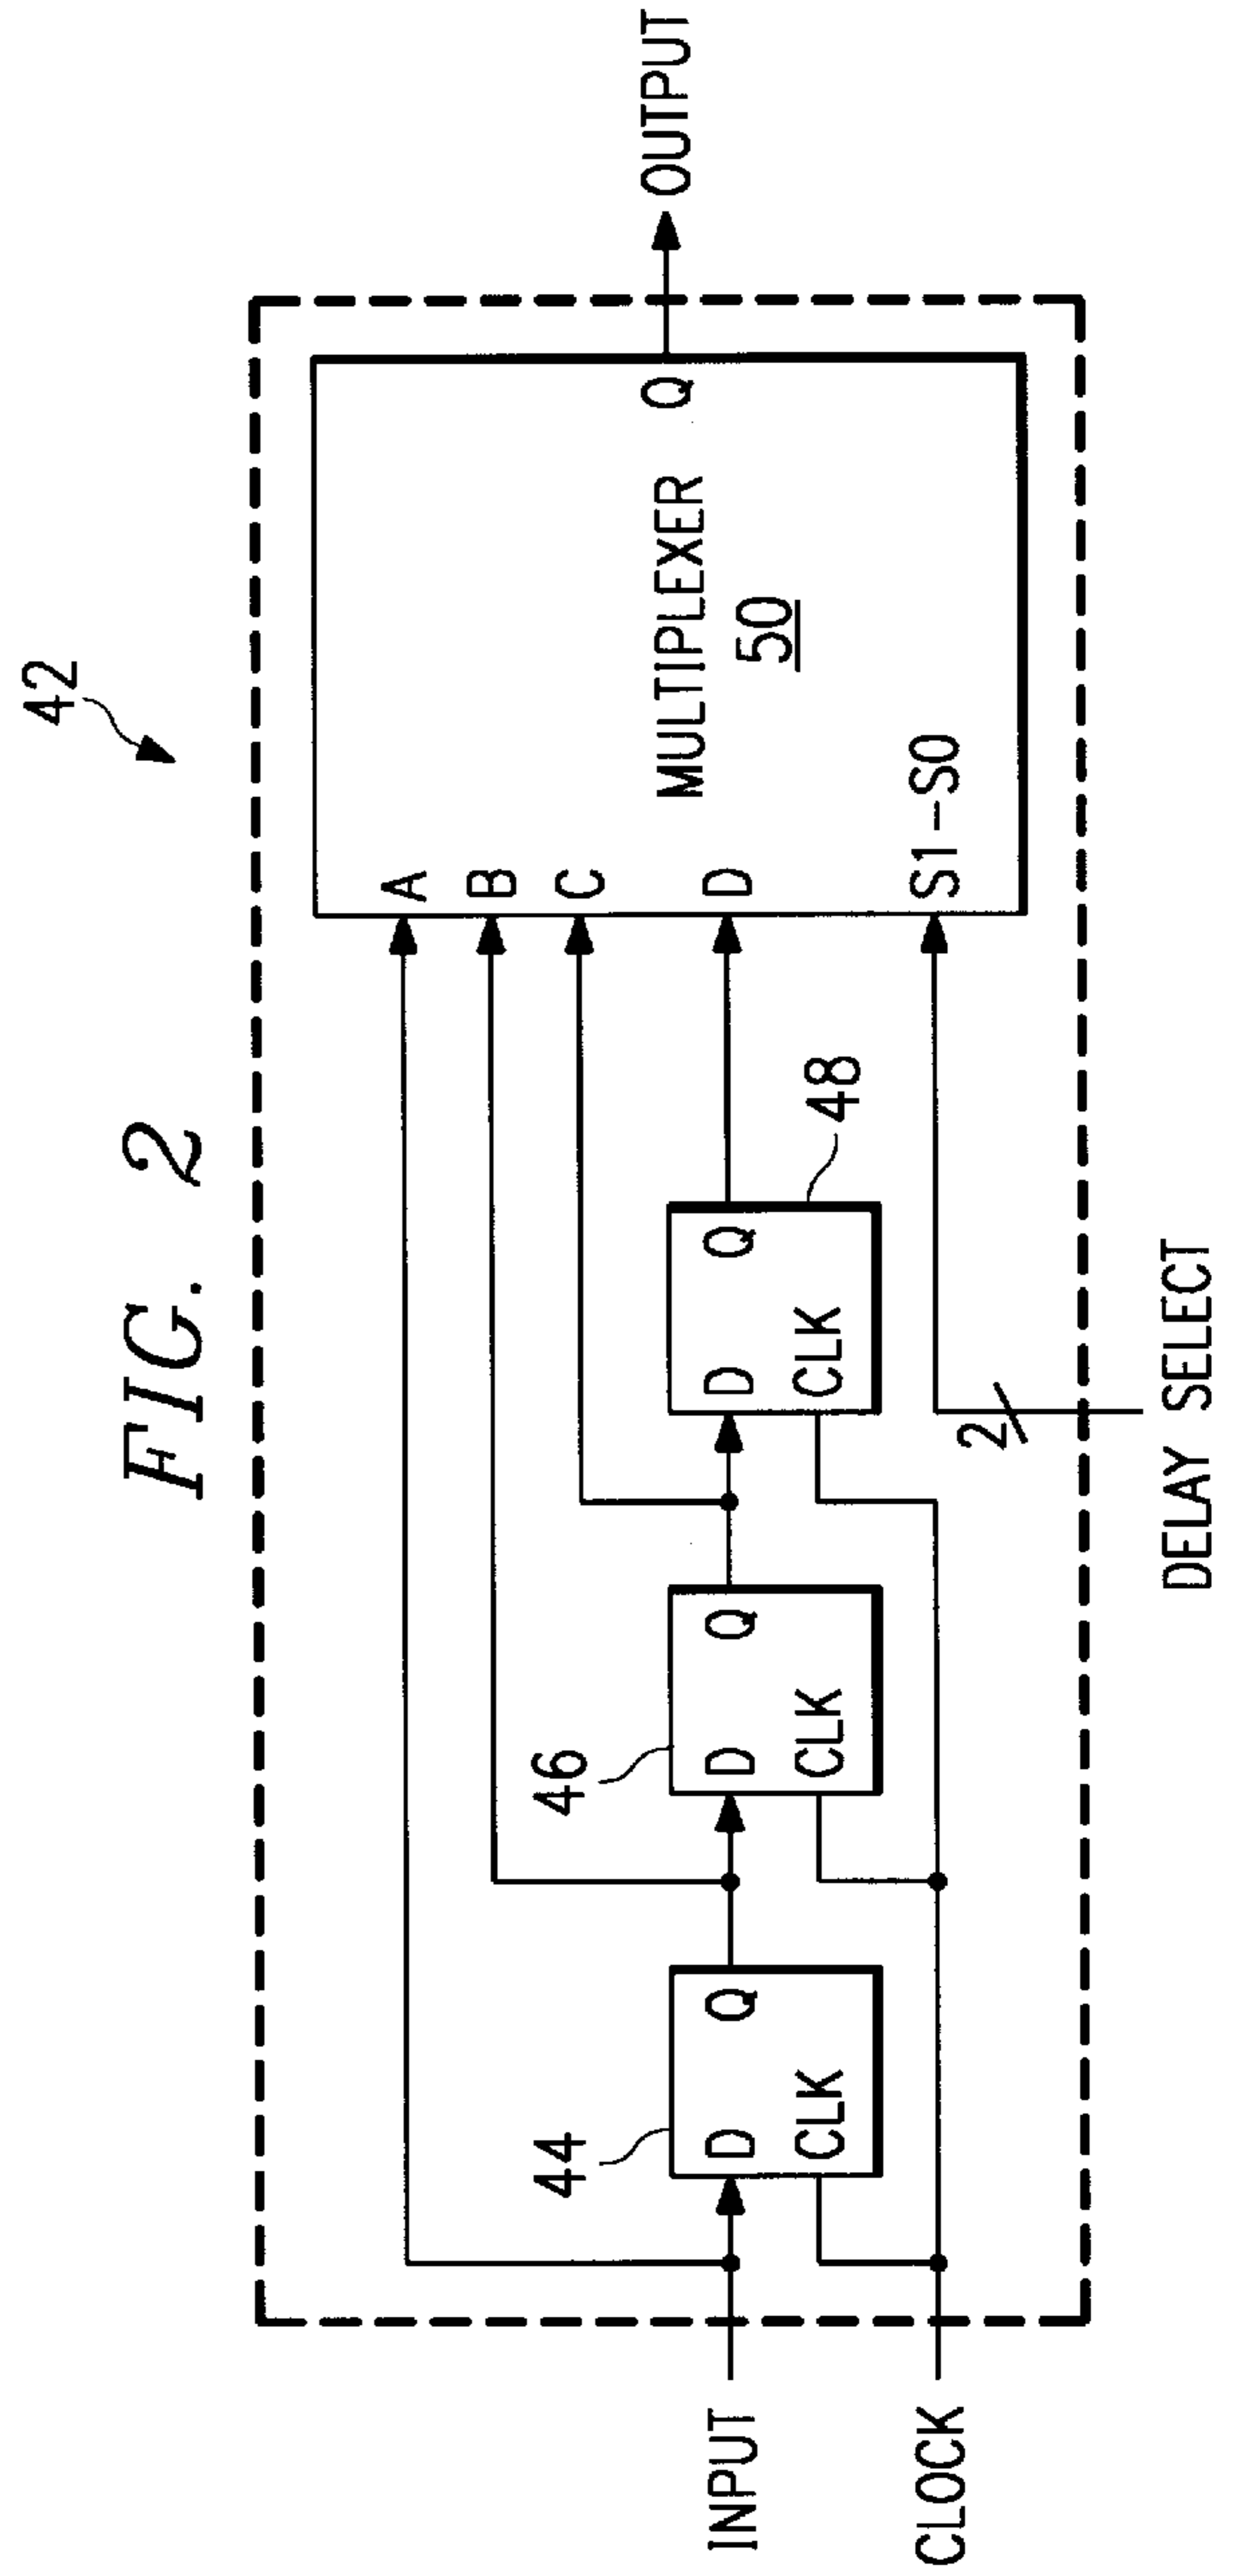 FIG. 2
42
A
B
C
D
S1–S0
MULTIPLEXER
50
Q
OUTPUT
44
D
Q
CLK
46
D
Q
CLK
48
D
Q
CLK
INPUT
CLOCK
2
DELAY SELECT